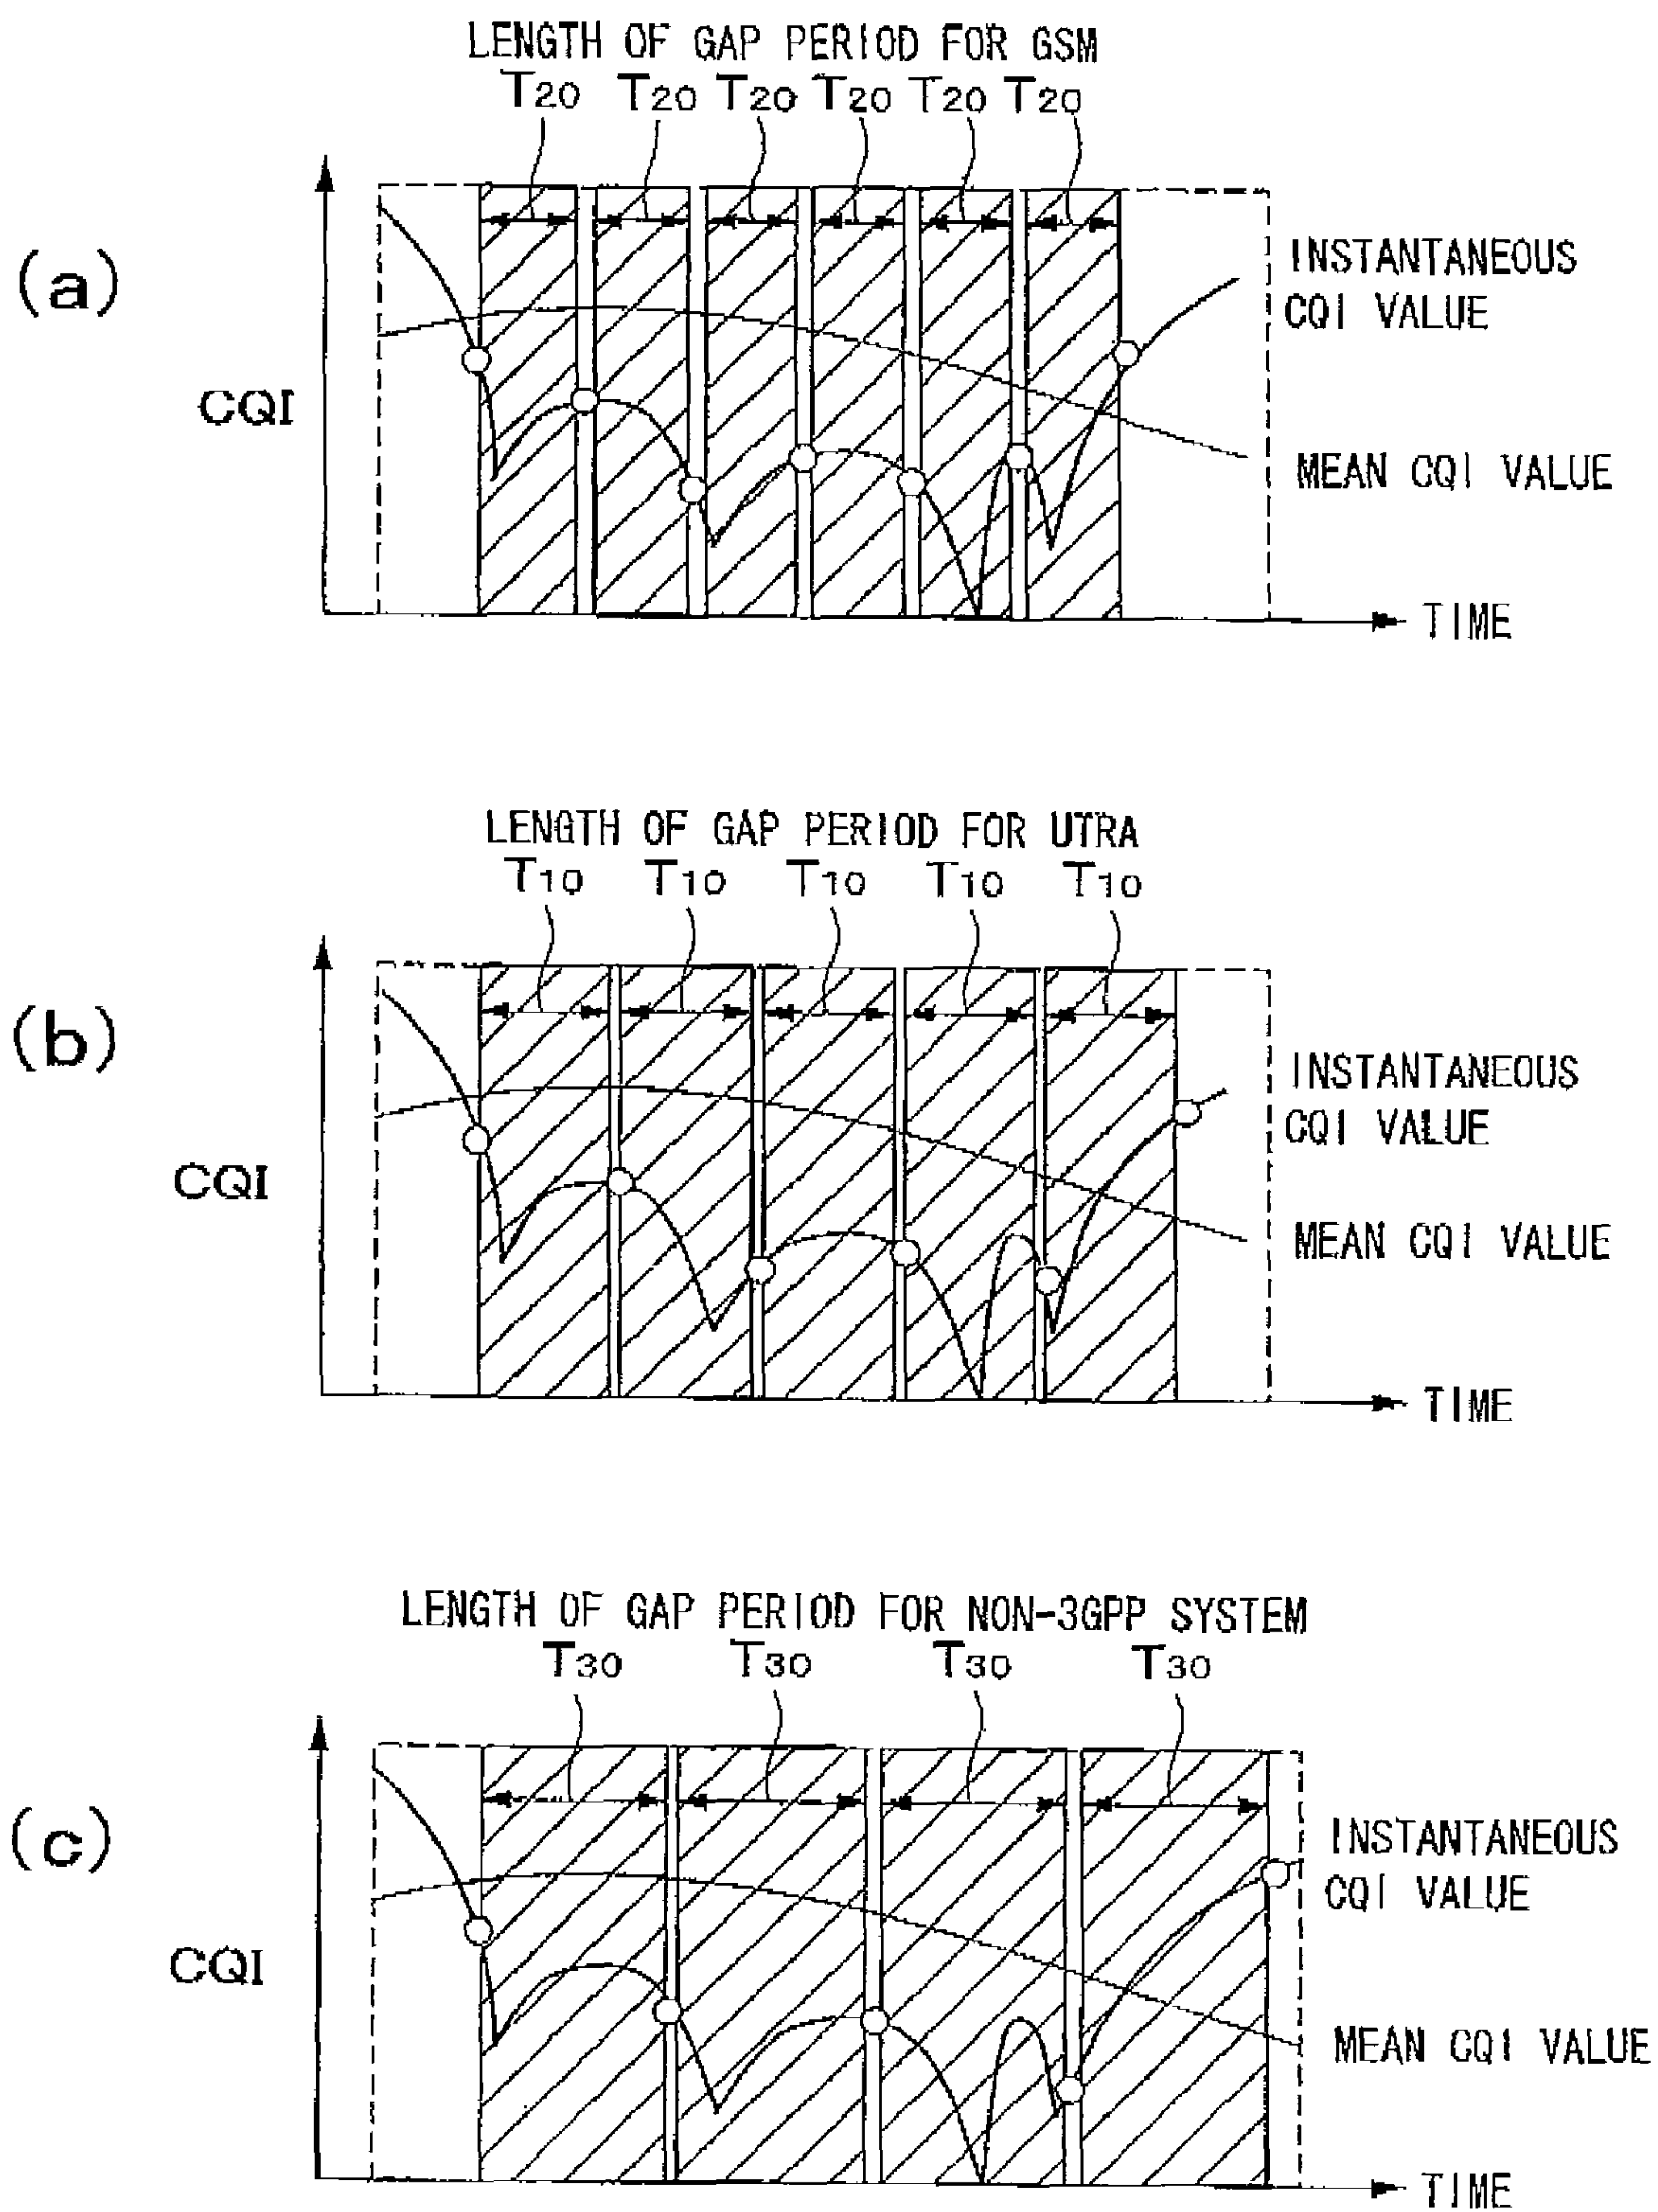 LENGTH OF GAP PERIOD FOR GSM
T20 T20 T20 T20 T20 T20
(a)
INSTANTANEOUS
CQI VALUE
CQI
MEAN CQI VALUE
TIME
LENGTH OF GAP PERIOD FOR UTRA
T10 T10 T10 T10 T10
(b)
INSTANTANEOUS
CQI VALUE
CQI
MEAN CQI VALUE
TIME
LENGTH OF GAP PERIOD FOR NON-3GPP SYSTEM
T30 T30 T30 T30
(c)
INSTANTANEOUS
CQI VALUE
CQI
MEAN CQI VALUE
TIME